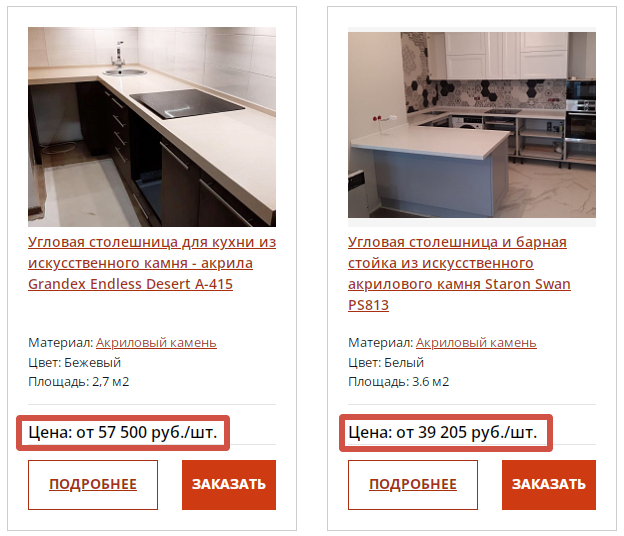 Угловая столешница для кухни из
искусственного камня - акрила
Grandex Endless Desert A-415
Материал: Акриловый камень
Цвет: Бежевый
Площадь: 2,7 м2
Цена: от 57 500 руб./шт.
ПОДРОБНЕЕ
ЗАКАЗАТЬ
Угловая столешница и барная
стойка из искусственного
акрилового камня Staron Swan
PS813
Материал: Акриловый камень
Цвет: Белый
Площадь: 3.6 м2
Цена: от 39 205 руб./шт.
ПОДРОБНЕЕ
ЗАКАЗАТЬ